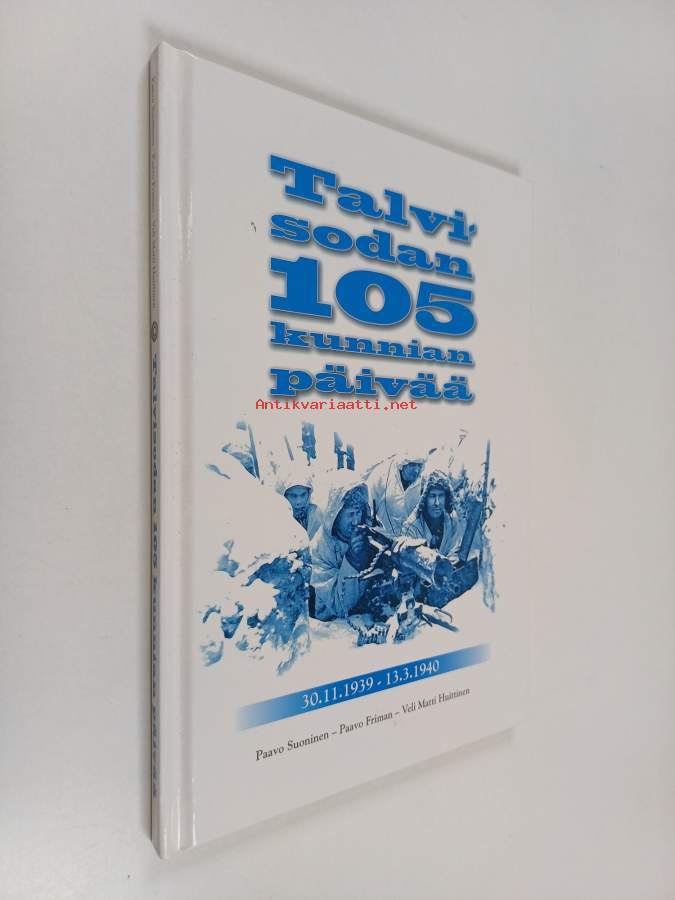 Talvi-
sodan
105
kunnian
päivää
Antikvariaatti.net
30.11.1939 - 13.3.1940
Paavo Suoninen – Paavo Friman – Veli Matti Huittinen
Talvisodan 105 kunnian päivää